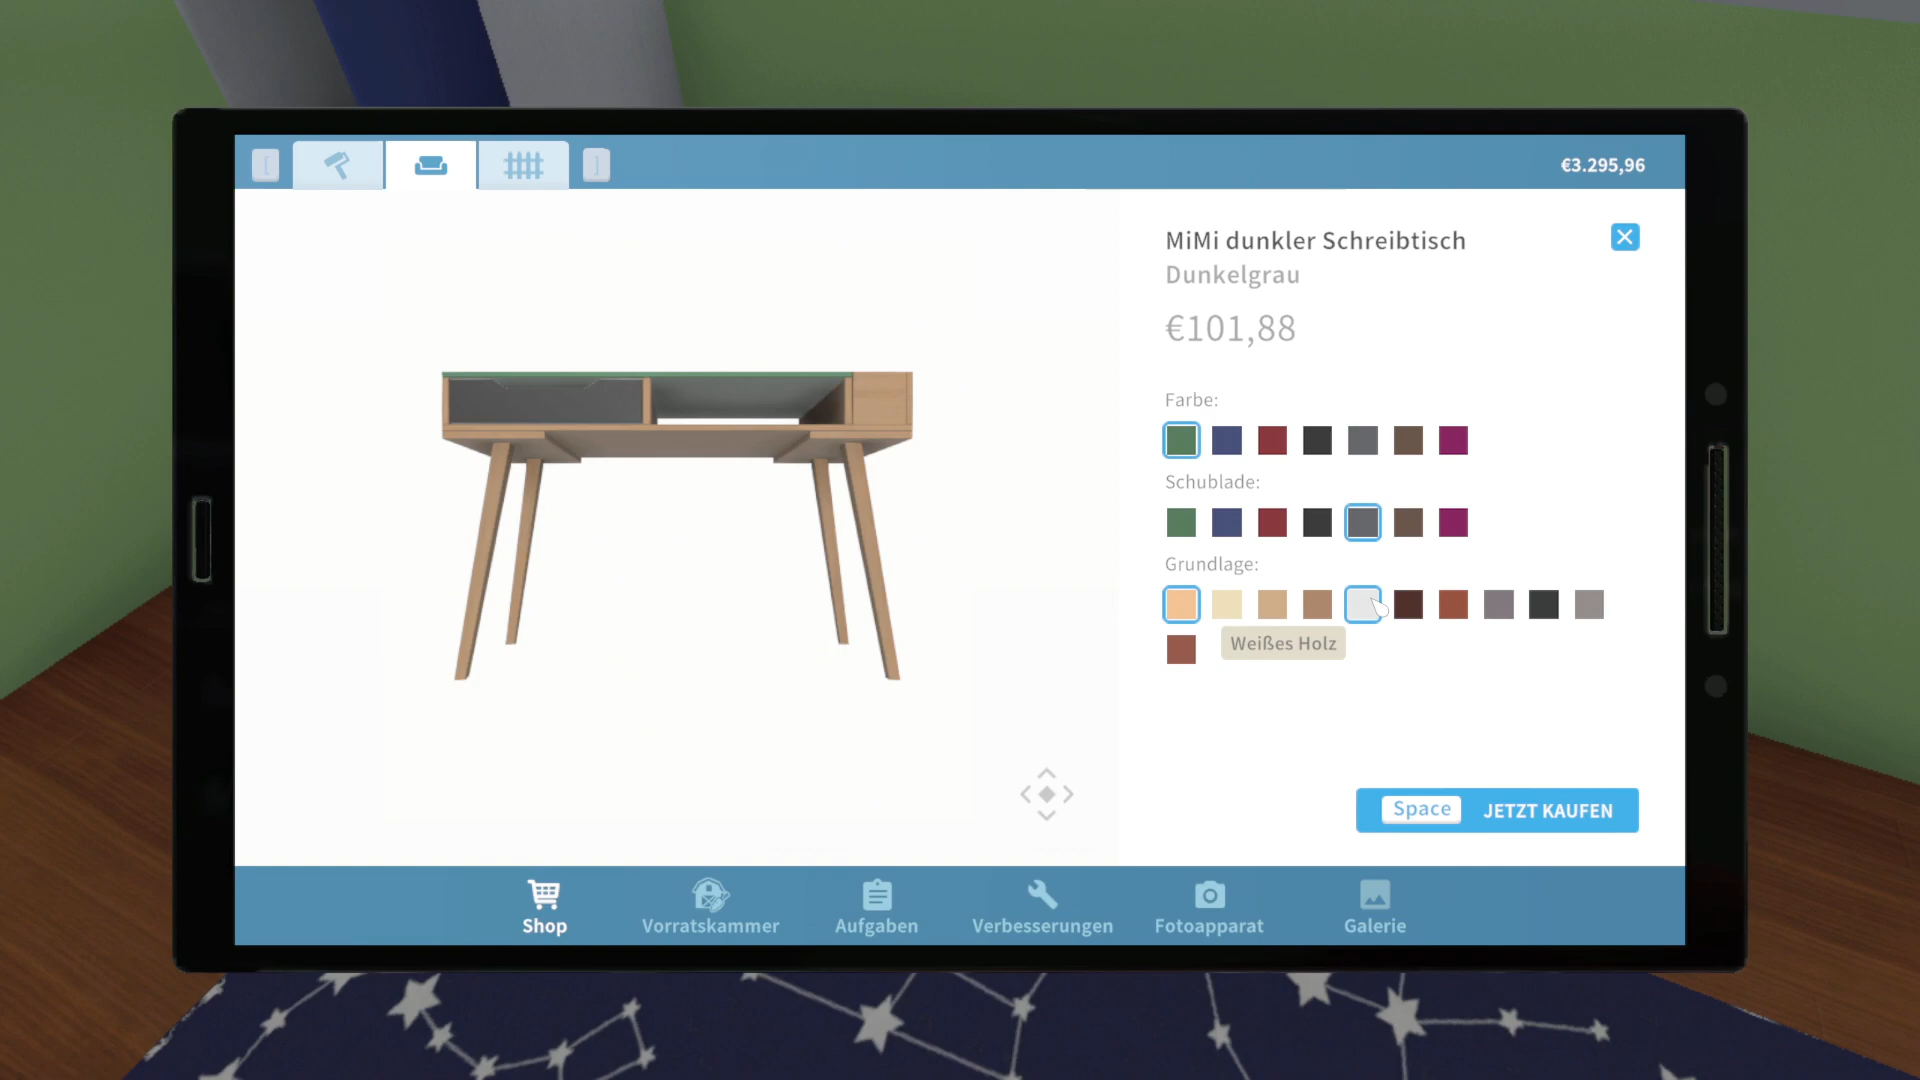 [
]
€3.295,96
MiMi dunkler Schreibtisch
Dunkelgrau
€101,88
Farbe:
Schublade:
Grundlage:
Weißes Holz
Space JETZT KAUFEN
Shop Vorratskammer Aufgaben Verbesserungen Fotoapparat Galerie